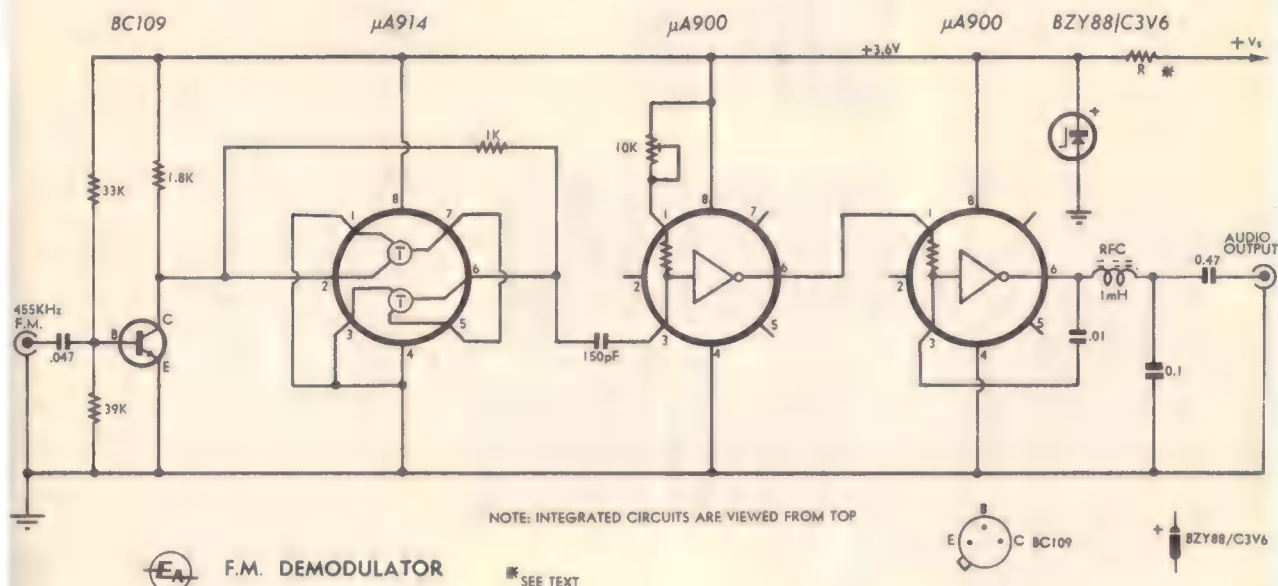 BC109
µA914
µA900
µA900
BZY88/C3V6
+3.6V
+Vs
R *
1K
10K
33K
1.8K
1
8
7
2
T
T
6
3
5
4
1
8
7
2
6
3
5
4
1
8
2
6
3
5
4
+
RFC
1mH
0.47
AUDIO
OUTPUT
455KHz
F.M.
.047
B
C
E
150pF
.01
0.1
39K
NOTE: INTEGRATED CIRCUITS ARE VIEWED FROM TOP
B
E
C
BC109
+
BZY88/C3V6
EA
F.M. DEMODULATOR
* SEE TEXT